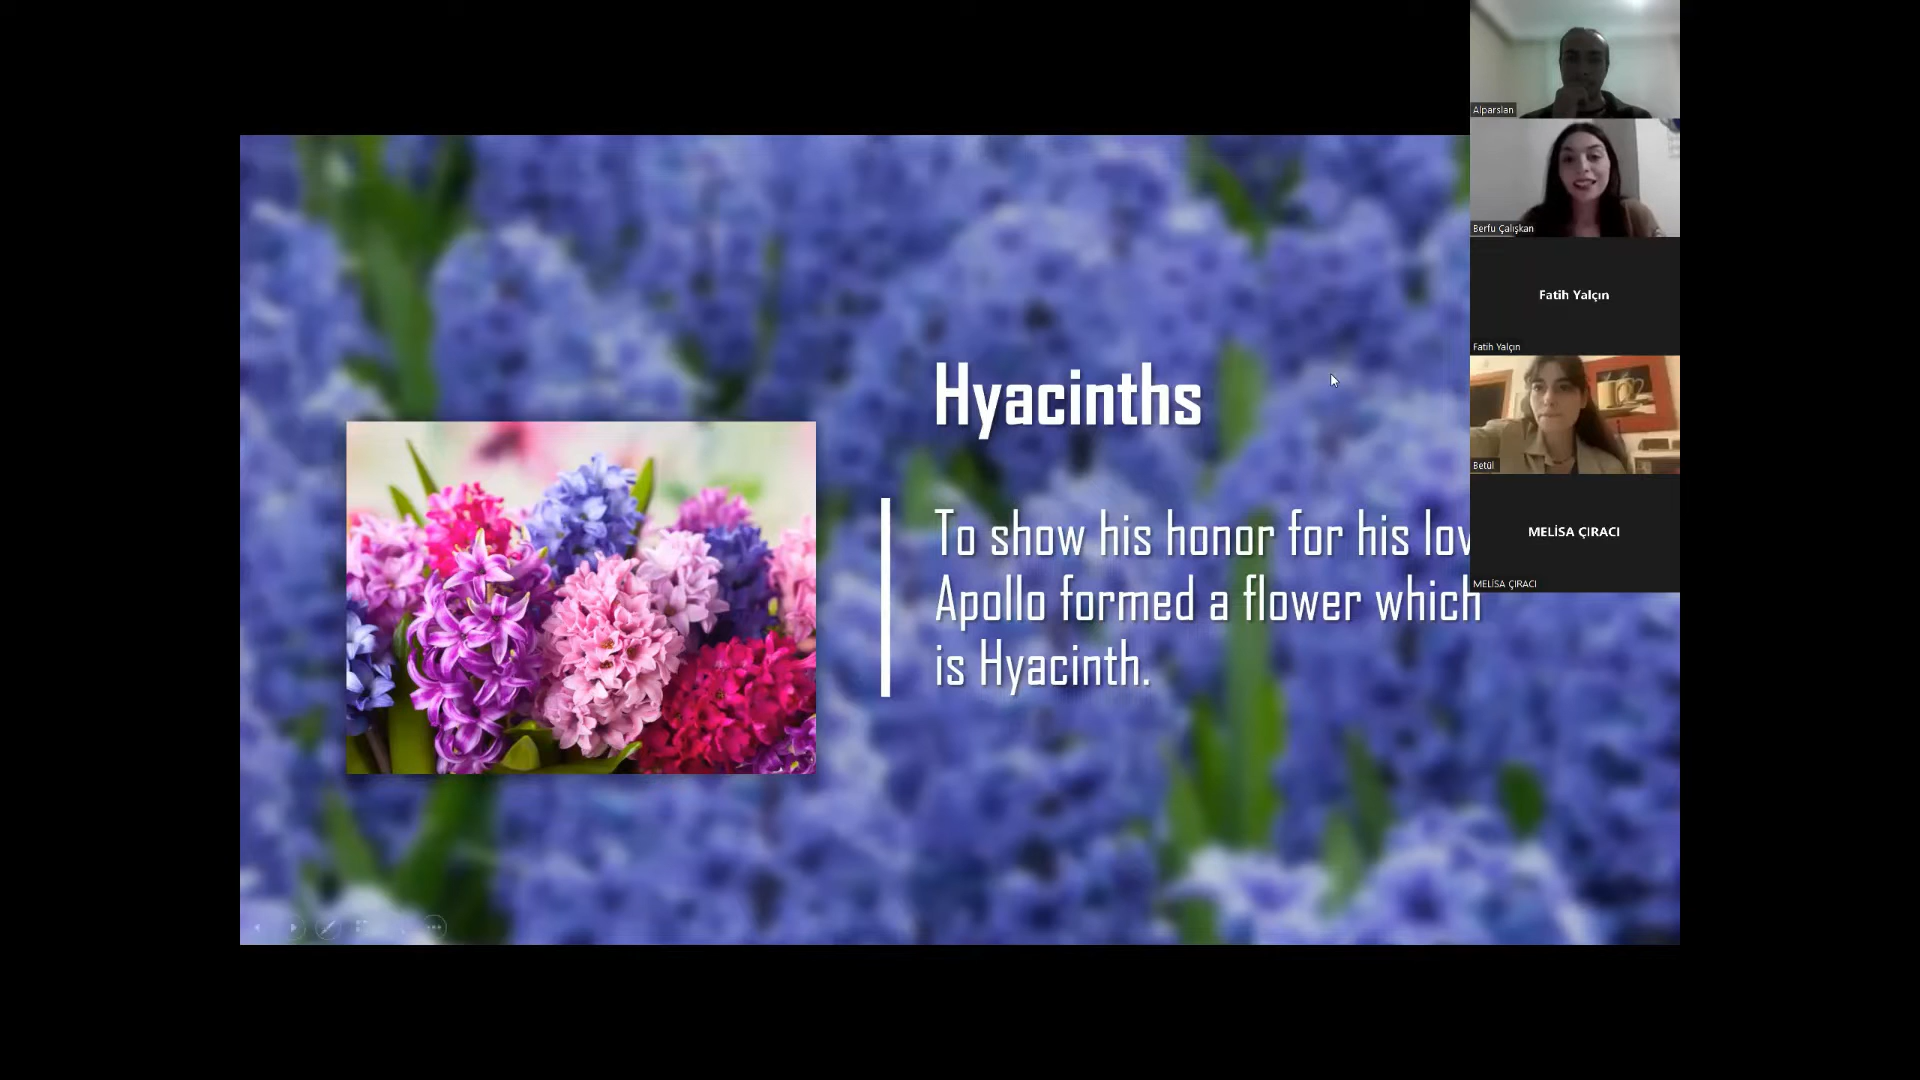 Alparslan
Berfu Çalışkan
Fatih Yalçın
Fatih Yalçın
Betül
MELİSA ÇIRACI
MELİSA ÇIRACI
Hyacinths
To show his honor for his
Apollo formed a flower which
is Hyacinth.